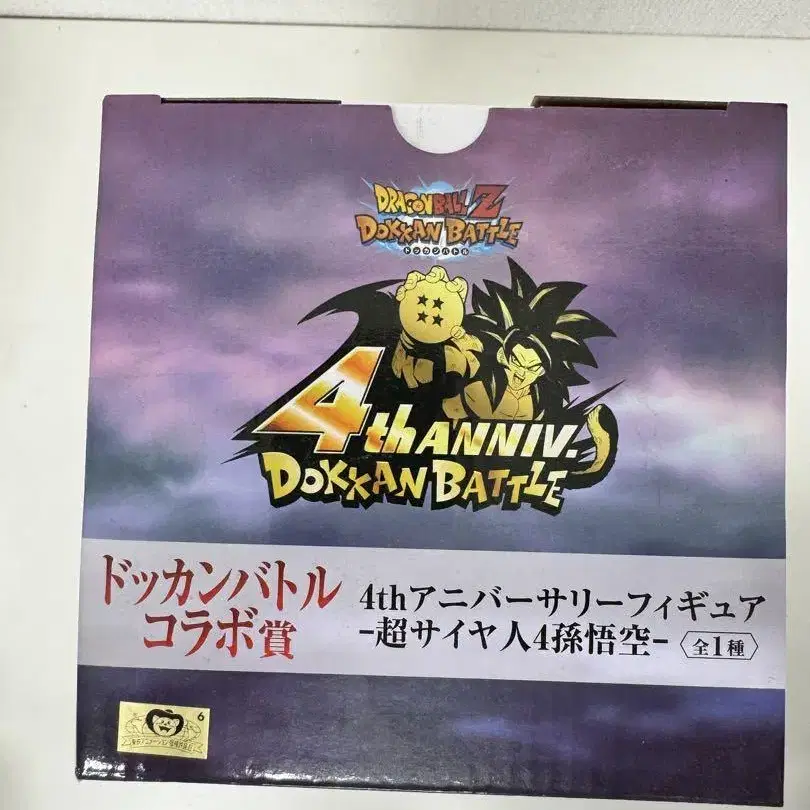 DRAGONBALL Z
DOKKAN BATTLE
ドッカンバトル
4th ANNIV.
DOKKAN BATTLE
ドッカンバトル
コラボ賞
4thアニバーサリーフィギュア
-超サイヤ人4孫悟空-
〈全1種〉
6